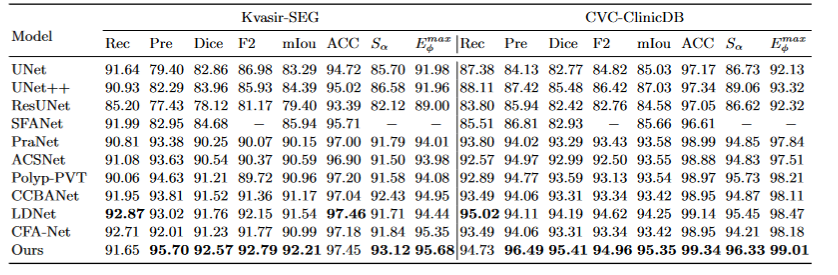 Kvasir-SEG CVC-ClinicDB
Model Rec Pre Dice F2 mIou ACC Sα Eϕmax Rec Pre Dice F2 mIou ACC Sα Eϕmax
UNet 91.64 79.40 82.86 86.98 83.29 94.72 85.70 91.98 87.38 84.13 82.77 84.82 85.03 97.17 86.73 92.13
UNet++ 90.93 82.29 83.96 85.93 84.39 95.02 86.58 91.96 88.11 87.42 85.48 86.42 87.03 97.34 89.06 93.32
ResUNet 85.20 77.43 78.12 81.17 79.40 93.39 82.12 89.00 83.80 85.94 82.42 82.76 84.58 97.05 86.62 92.32
SFANet 91.99 82.95 84.68 – 85.94 95.71 – – 85.51 86.81 82.93 – 85.66 96.61 – –
PraNet 90.81 93.38 90.25 90.07 90.15 97.00 91.79 94.01 93.80 94.02 93.29 93.43 93.58 98.99 94.85 97.84
ACSNet 91.08 93.63 90.54 90.37 90.59 96.90 91.50 93.98 92.57 94.97 92.99 92.50 93.55 98.88 94.83 97.51
Polyp-PVT 90.06 94.63 91.21 89.72 90.96 97.20 91.58 94.08 92.89 94.77 93.59 93.13 93.54 98.97 95.73 98.21
CCBANet 91.95 93.81 91.52 91.36 91.17 97.04 92.43 94.95 93.49 94.06 93.31 93.34 93.42 98.95 94.87 98.11
LDNet 92.87 93.02 91.76 92.15 91.54 97.46 91.71 94.44 95.02 94.11 94.19 94.62 94.25 99.14 95.45 98.47
CFA-Net 92.71 92.01 91.23 91.77 90.99 97.18 91.84 95.35 93.49 94.06 93.31 93.34 93.42 98.95 94.21 98.18
Ours 91.65 95.70 92.57 92.79 92.21 97.45 93.12 95.68 94.73 96.49 95.41 94.96 95.35 99.34 96.33 99.01